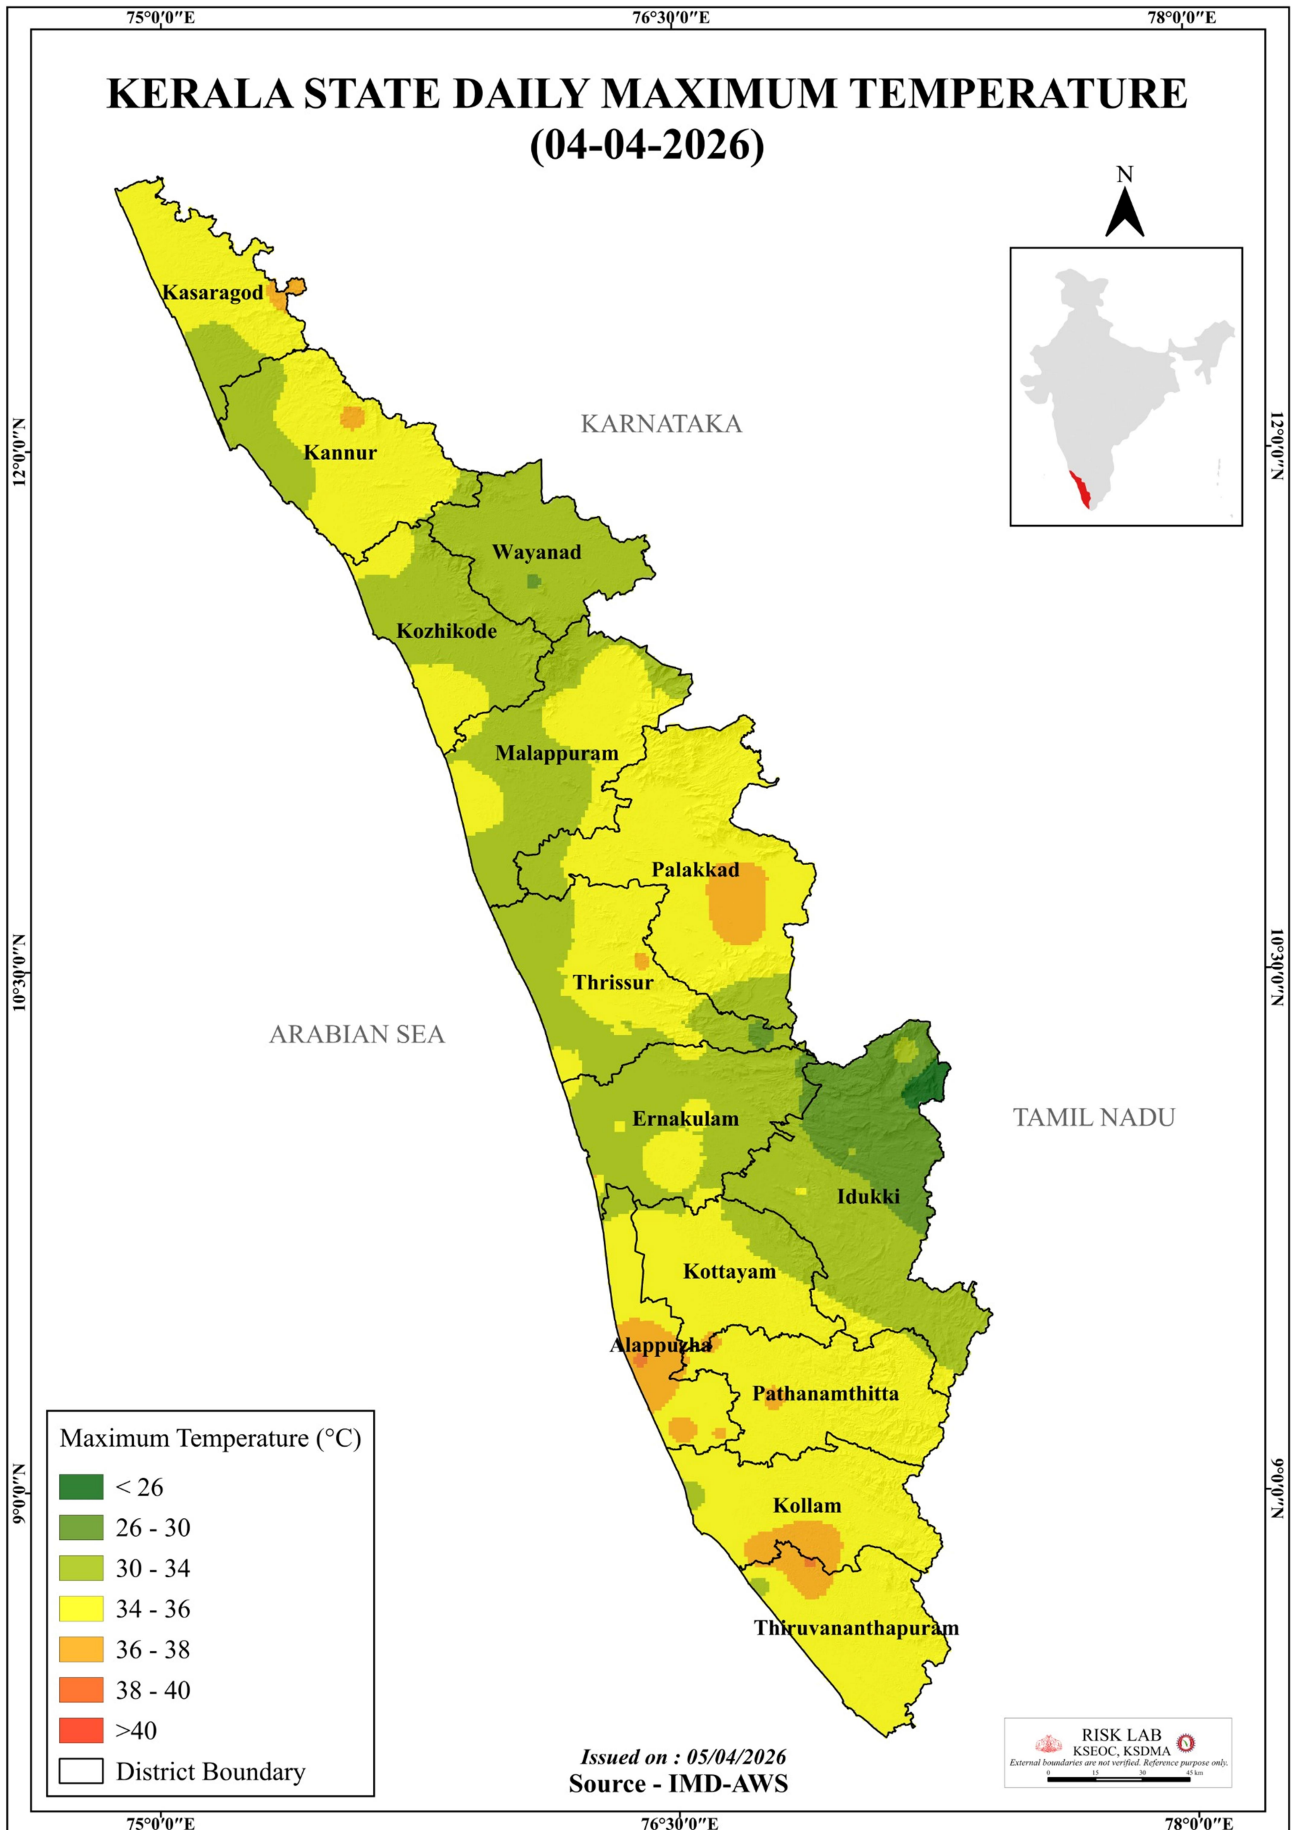 75°0'0"E 76°30'0"E 78°0'0"E
KERALA STATE DAILY MAXIMUM TEMPERATURE
(04-04-2026)
N
Kasaragod
KARNATAKA
12°0'0"N
12°0'0"N
Kannur
Wayanad
Kozhikode
Malappuram
Palakkad
10°30'0"N
10°30'0"N
Thrissur
ARABIAN SEA
TAMIL NADU
Ernakulam
Idukki
Kottayam
Alappuzha
Pathanamthitta
9°0'0"N
9°0'0"N
Kollam
Thiruvananthapuram
Maximum Temperature (°C)
< 26
26 - 30
30 - 34
34 - 36
36 - 38
38 - 40
>40
District Boundary
Issued on : 05/04/2026
Source - IMD-AWS
RISK LAB
KSEOC, KSDMA
External boundaries are not verified. Reference purpose only.
0 15 30 45 km
75°0'0"E 76°30'0"E 78°0'0"E